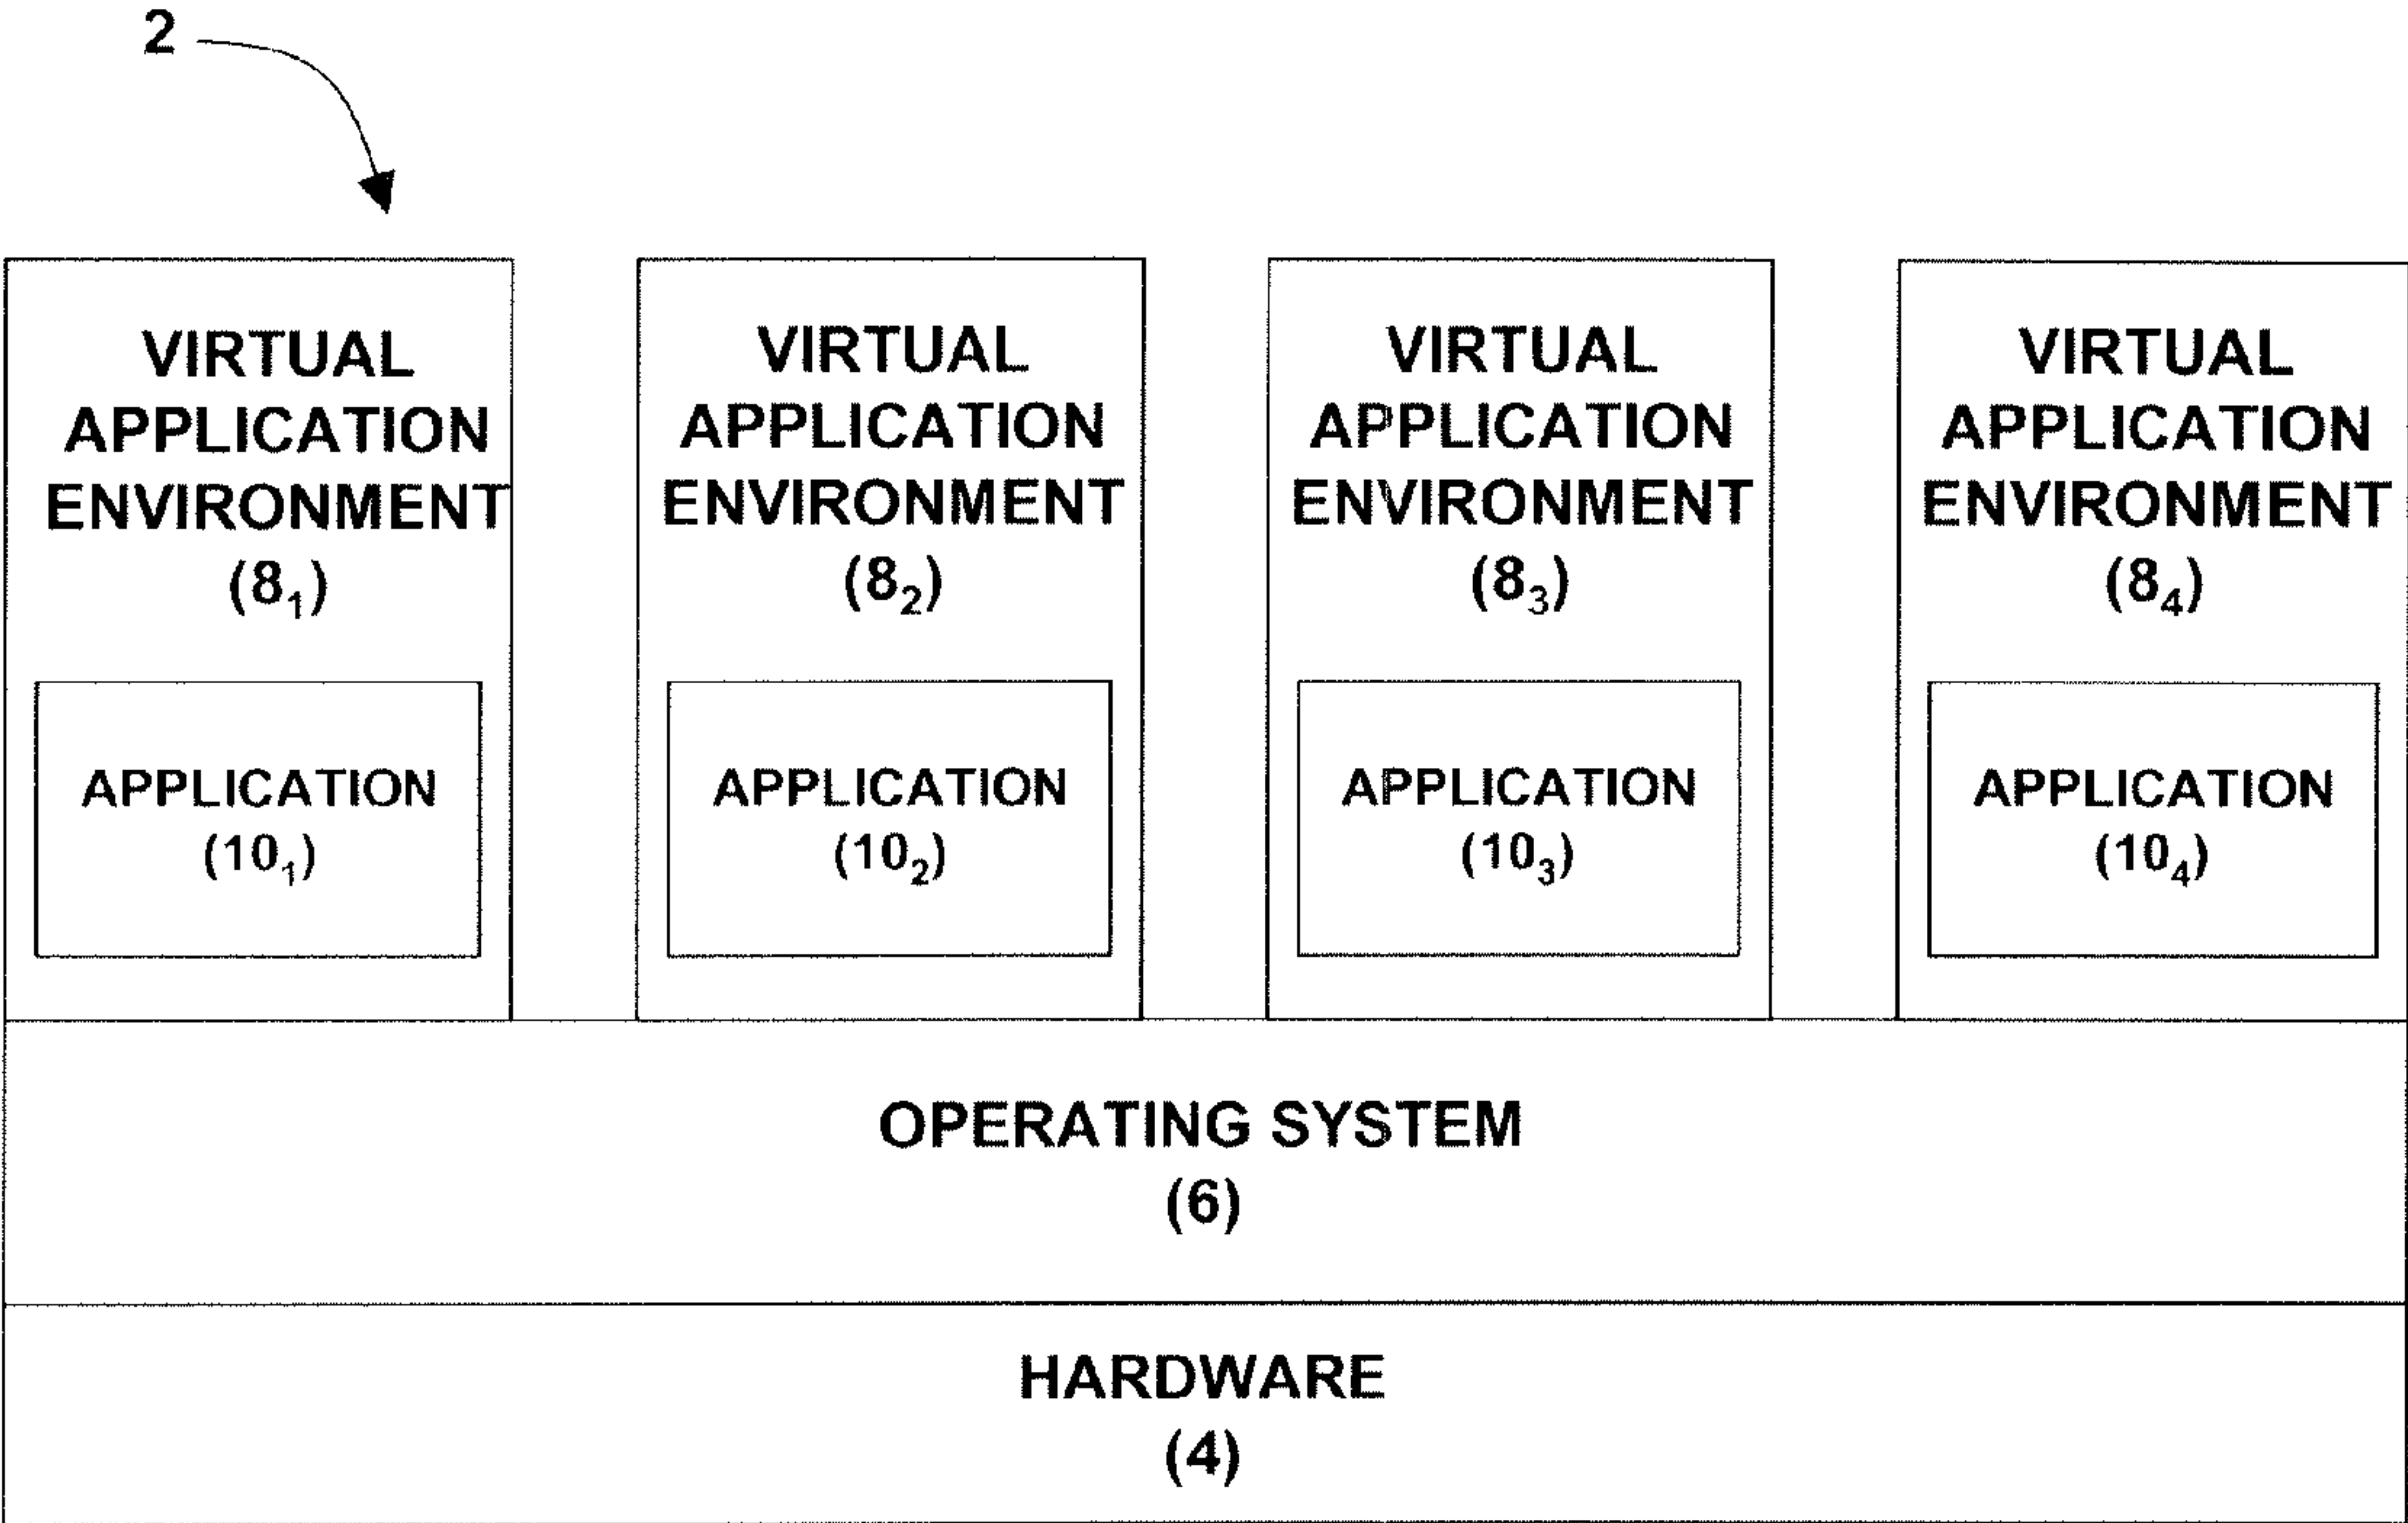 2
VIRTUAL
APPLICATION
ENVIRONMENT
(8₁)
APPLICATION
(10₁)
VIRTUAL
APPLICATION
ENVIRONMENT
(8₂)
APPLICATION
(10₂)
VIRTUAL
APPLICATION
ENVIRONMENT
(8₃)
APPLICATION
(10₃)
VIRTUAL
APPLICATION
ENVIRONMENT
(8₄)
APPLICATION
(10₄)
OPERATING SYSTEM
(6)
HARDWARE
(4)